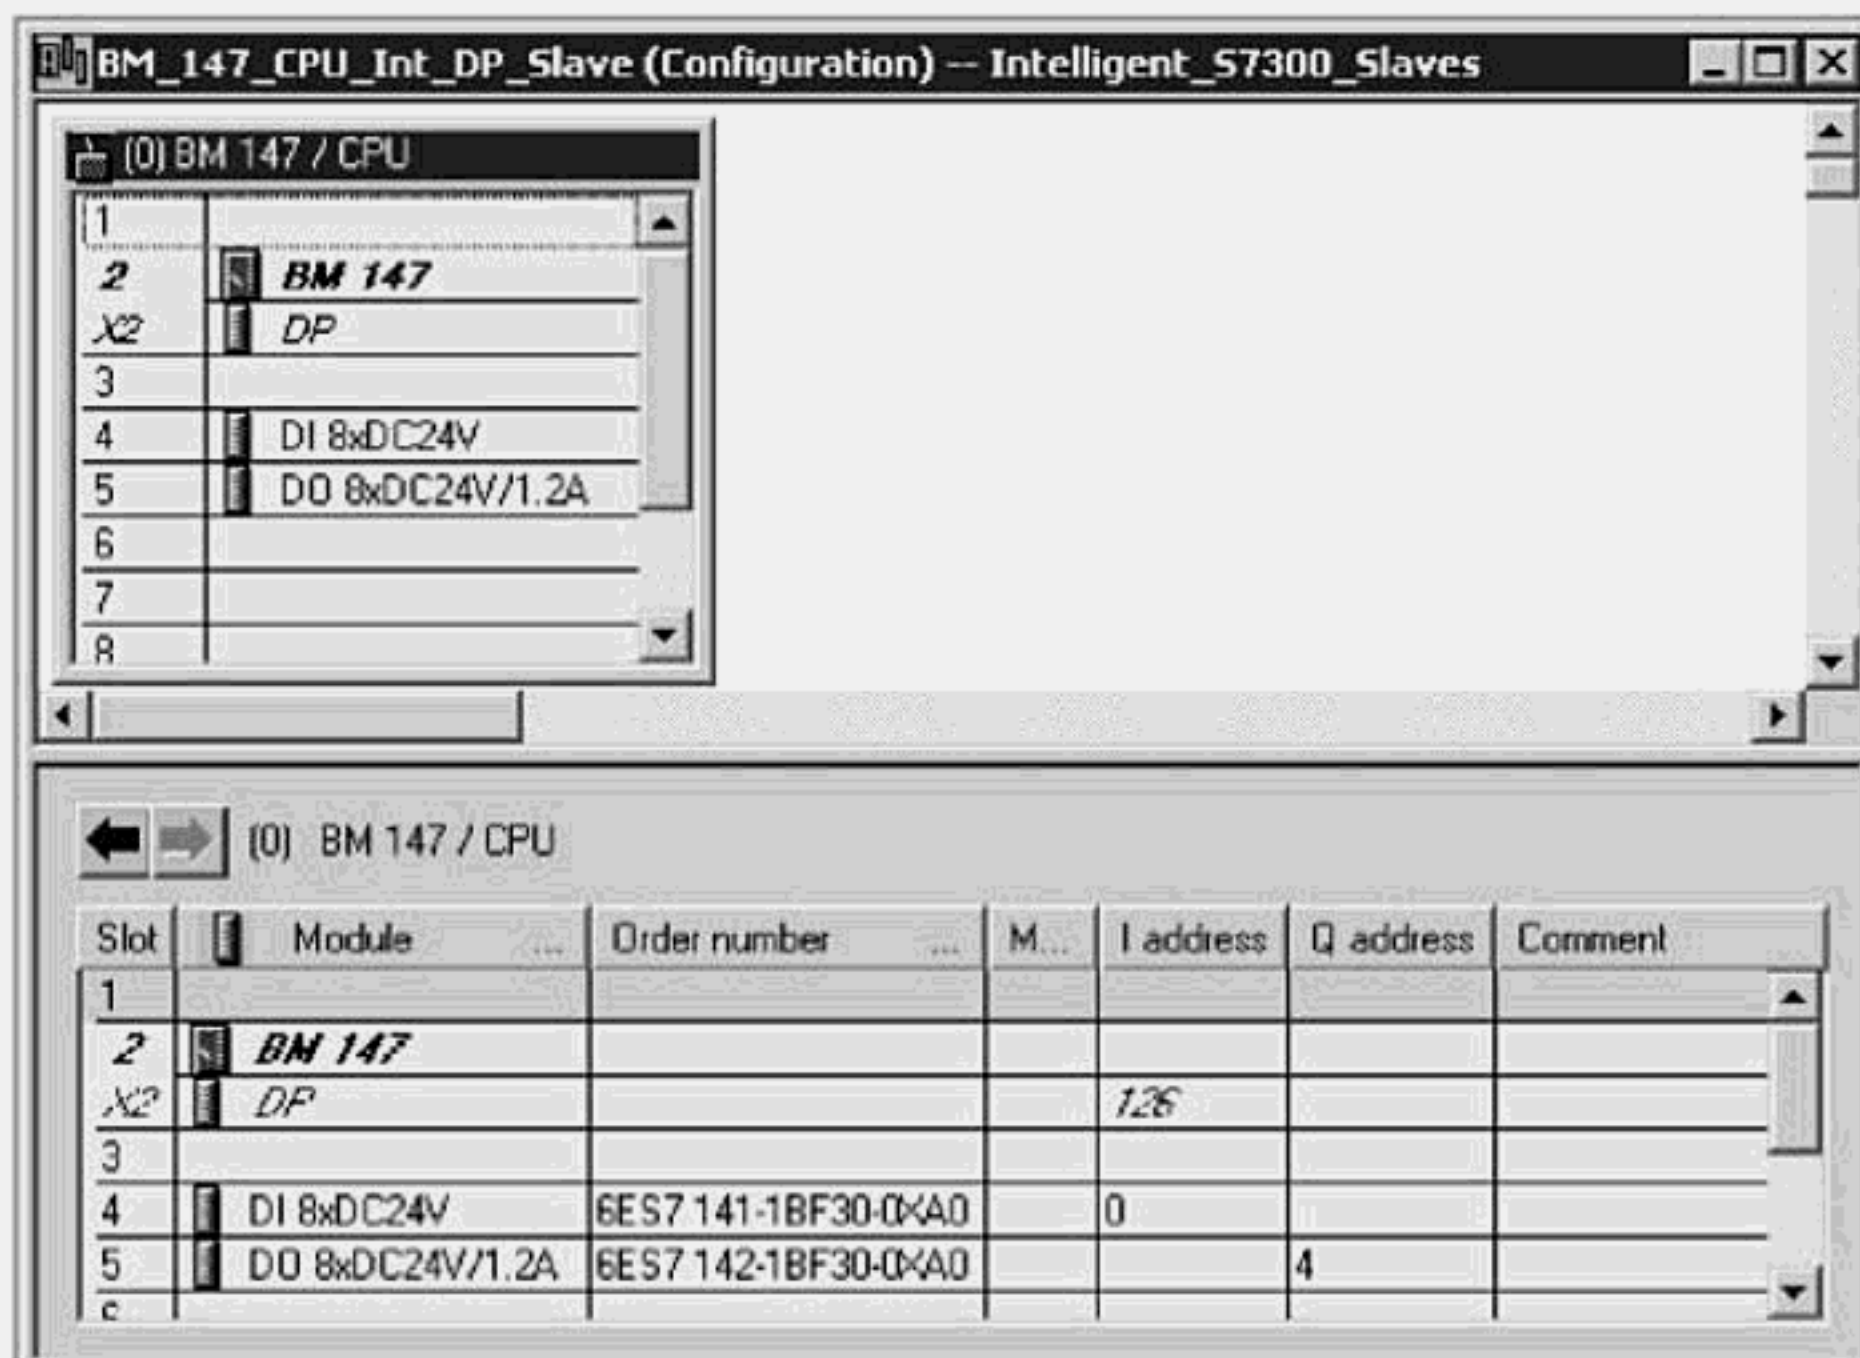 BM_147_CPU_Int_DP_Slave (Configuration) -- Intelligent_S7300_Slaves
(0) BM 147 / CPU
1
2 BM 147
X2 DP
3
4 DI 8xDC24V
5 DO 8xDC24V/1.2A
6
7
8
(0) BM 147 / CPU
Slot Module ... Order number ... M... I address Q address Comment
1
2 BM 147
X2 DP 126
3
4 DI 8xDC24V 6ES7 141-1BF30-0XA0 0
5 DO 8xDC24V/1.2A 6ES7 142-1BF30-0XA0 4
6